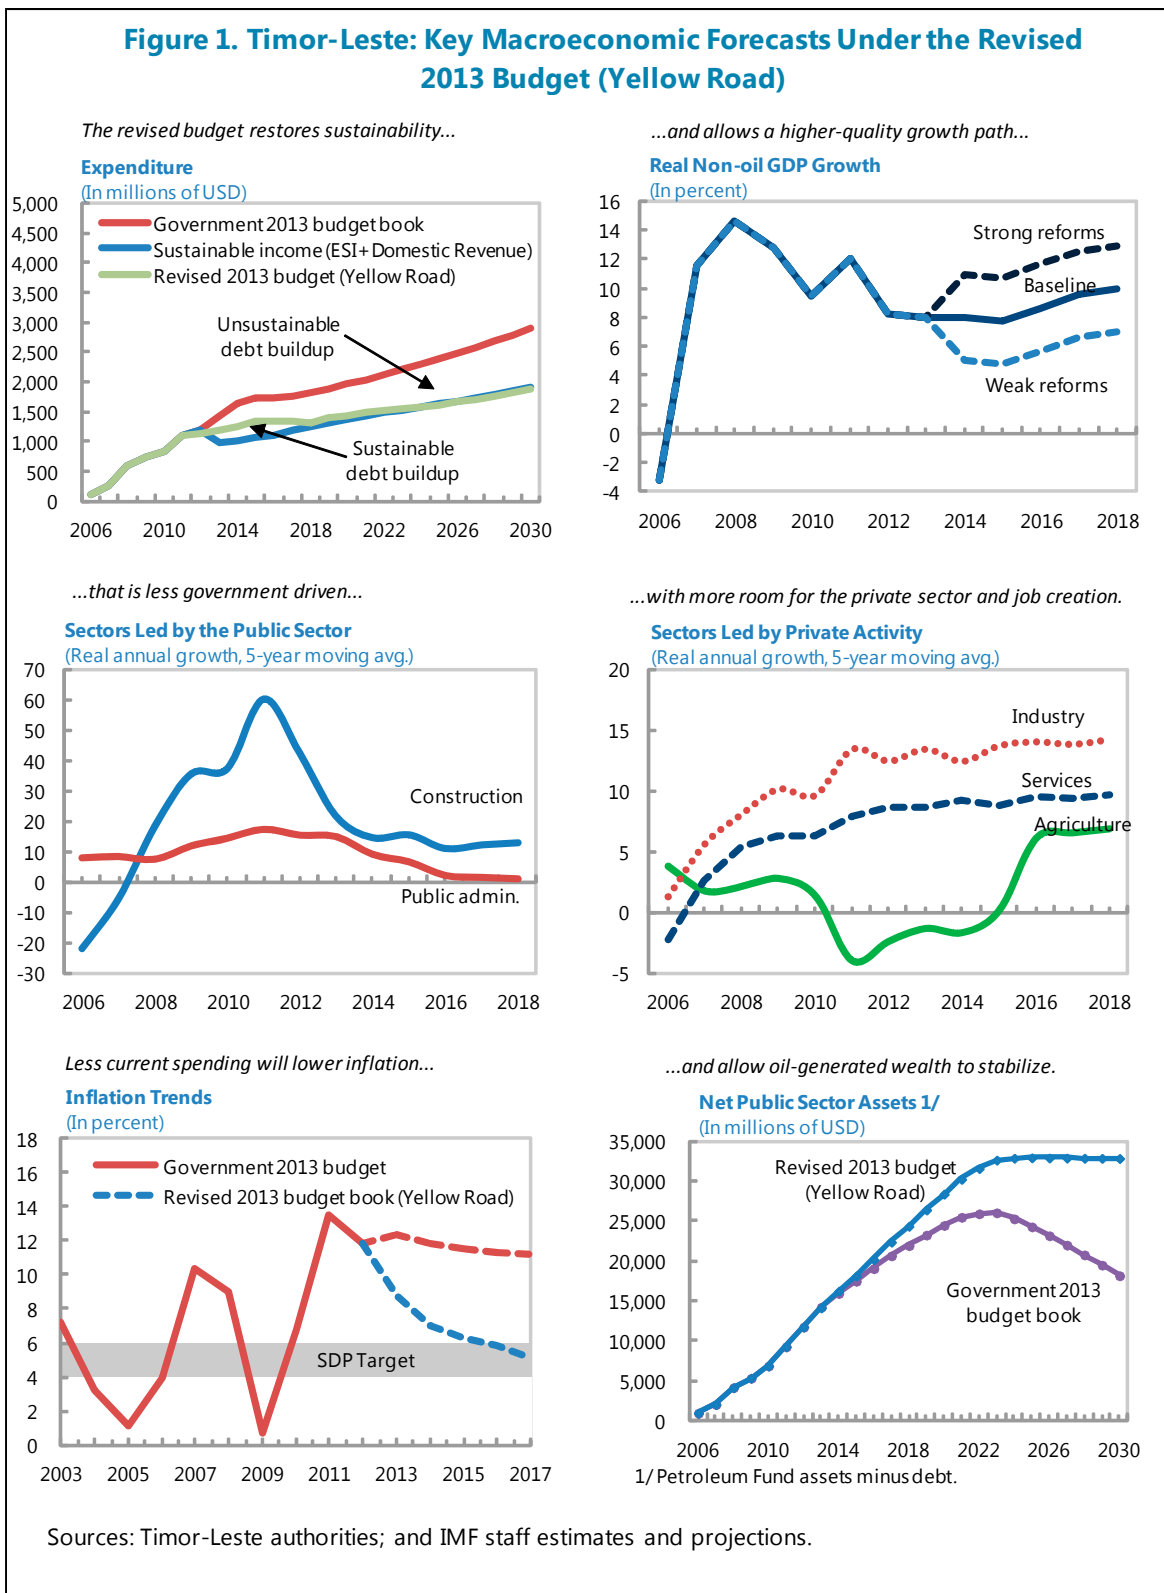 Figure 1. Timor-Leste: Key Macroeconomic Forecasts Under the Revised
2013 Budget (Yellow Road)
The revised budget restores sustainability...
Expenditure
(In millions of USD)
5,000
4,500
4,000
3,500
3,000
2,500
2,000
1,500
1,000
500
0
Government 2013 budget book
Sustainable income (ESI+Domestic Revenue)
Revised 2013 budget (Yellow Road)
Unsustainable
debt buildup
Sustainable
debt buildup
2006 2010 2014 2018 2022 2026 2030
...and allows a higher-quality growth path...
Real Non-oil GDP Growth
(In percent)
16
14
12
10
8
6
4
2
0
-2
-4
Strong reforms
Baseline
Weak reforms
2006 2008 2010 2012 2014 2016 2018
...that is less government driven...
Sectors Led by the Public Sector
(Real annual growth, 5-year moving avg.)
70
60
50
40
30
20
10
0
-10
-20
-30
Construction
Public admin.
2006 2008 2010 2012 2014 2016 2018
...with more room for the private sector and job creation.
Sectors Led by Private Activity
(Real annual growth, 5-year moving avg.)
20
15
10
5
0
-5
Industry
Services
Agriculture
2006 2008 2010 2012 2014 2016 2018
Less current spending will lower inflation...
Inflation Trends
(In percent)
18
16
14
12
10
8
6
4
2
0
Government 2013 budget
Revised 2013 budget book (Yellow Road)
SDP Target
2003 2005 2007 2009 2011 2013 2015 2017
...and allow oil-generated wealth to stabilize.
Net Public Sector Assets 1/
(In millions of USD)
35,000
30,000
25,000
20,000
15,000
10,000
5,000
0
Revised 2013 budget
(Yellow Road)
Government 2013
budget book
2006 2010 2014 2018 2022 2026 2030
1/ Petroleum Fund assets minus debt.
Sources: Timor-Leste authorities; and IMF staff estimates and projections.